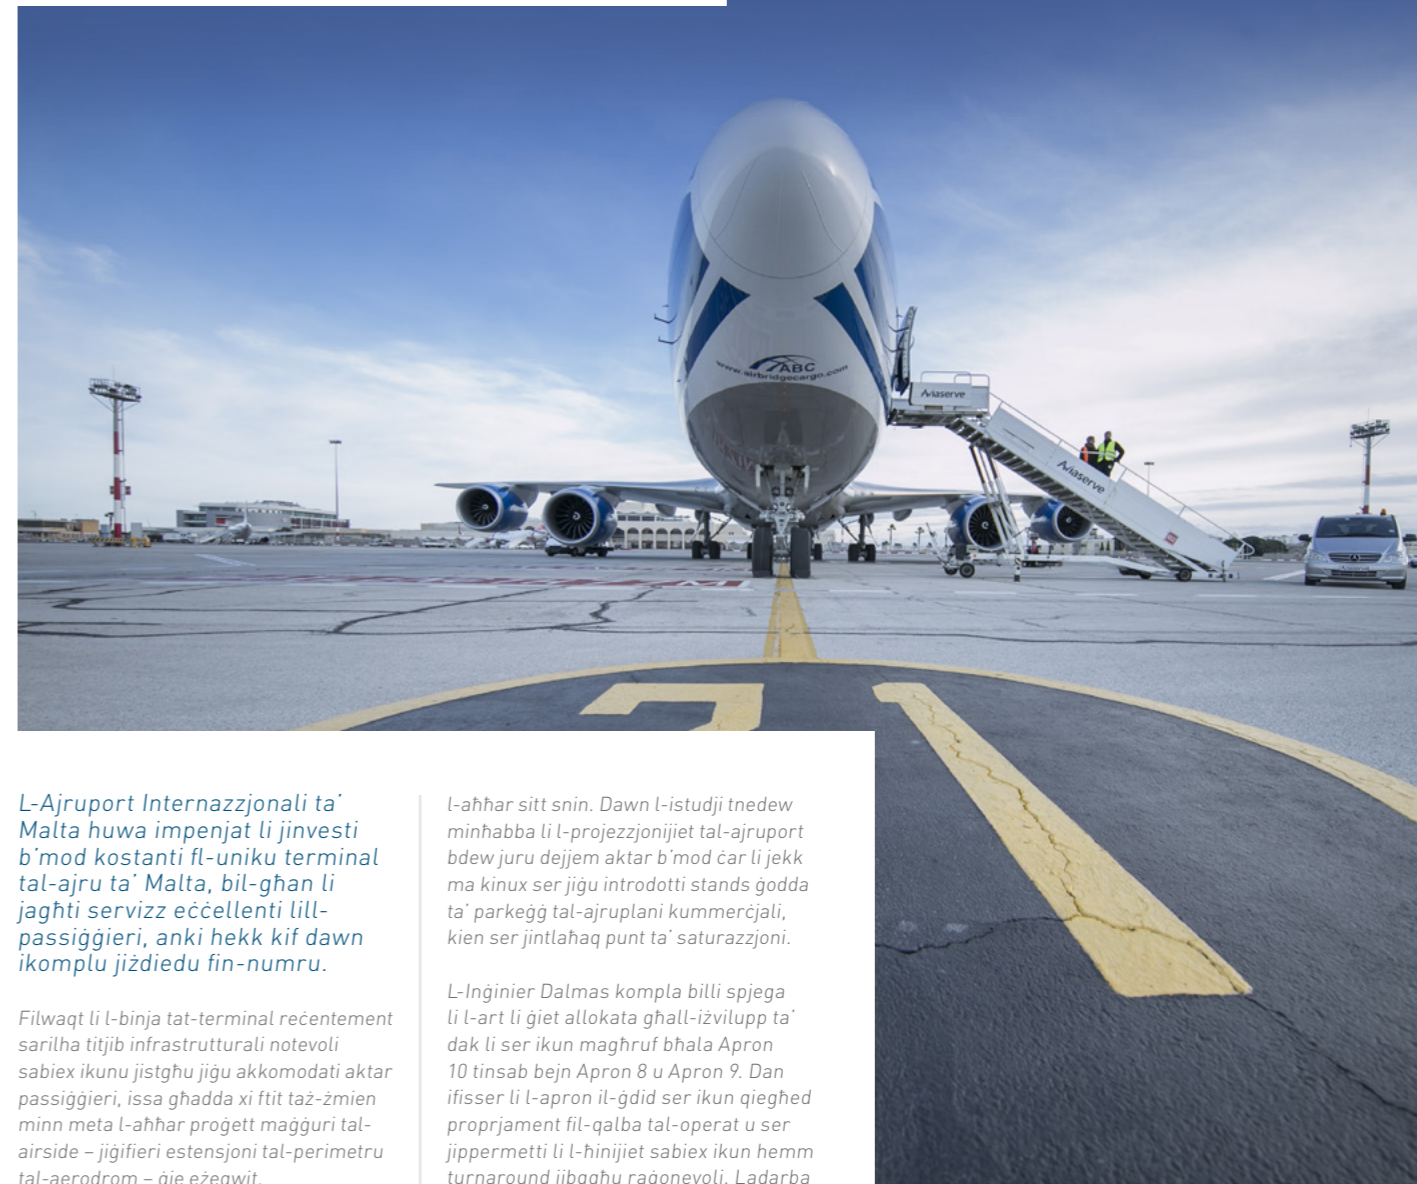 ABC
www.airbridgecargo.com
Aviaserve
Aviaserve
21
L-Ajruport Internazzjonali ta’
Malta huwa impenjat li jinvesti
b’mod kostanti fl-uniku terminal
tal-ajru ta’ Malta, bil-għan li
jagħti servizz eċċellenti lill-
passiġġieri, anki hekk kif dawn
ikomplu jiżdiedu fin-numru.
Filwaqt li l-binja tat-terminal reċentement
sarilha titjib infrastrutturali notevoli
sabiex ikunu jistgħu jiġu akkomodati aktar
passiġġieri, issa għadda xi ftit taż-żmien
minn meta l-aħħar proġett maġġuri tal-
airside – jiġifieri estensjoni tal-perimetru
tal-aerodrom – ġie eżegwit.
l-aħħar sitt snin. Dawn l-istudji tnedew
minħabba li l-projezzjonijiet tal-ajruport
bdew juru dejjem aktar b’mod ċar li jekk
ma kinux ser jiġu introdotti stands ġodda
ta’ parkeġġ tal-ajruplani kummerċjali,
kien ser jintlaħaq punt ta’ saturazzjoni.
L-Inġinier Dalmas kompla billi spjega
li l-art li ġiet allokata għall-iżvilupp ta’
dak li ser ikun magħruf bħala Apron
10 tinsab bejn Apron 8 u Apron 9. Dan
ifisser li l-apron il-ġdid ser ikun qiegħed
proprjament fil-qalba tal-operat u ser
jippermetti li l-ħinijiet sabiex ikun hemm
turnaround jibqgħu raġonevoli. Ladarba